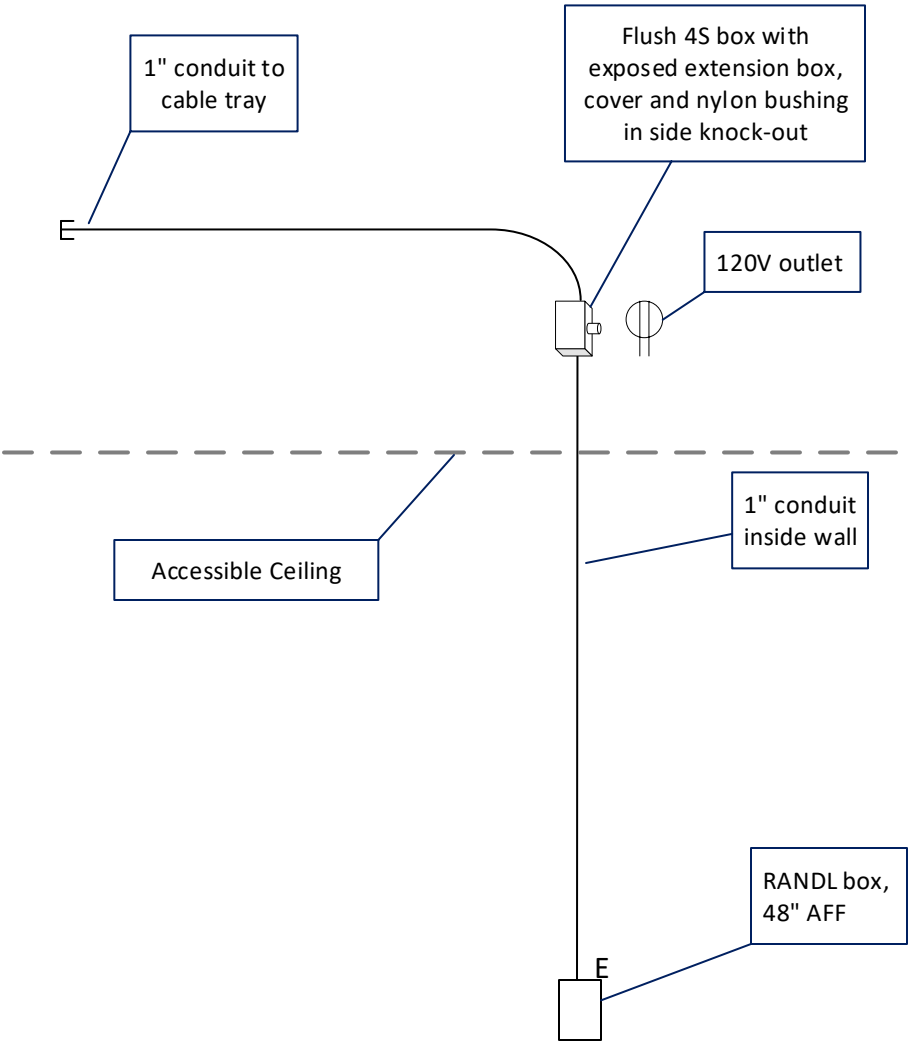 1" conduit to
cable tray
Flush 4S box with
exposed extension box,
cover and nylon bushing
in side knock-out
120V outlet
1" conduit
inside wall
Accessible Ceiling
RANDL box,
48" AFF
E